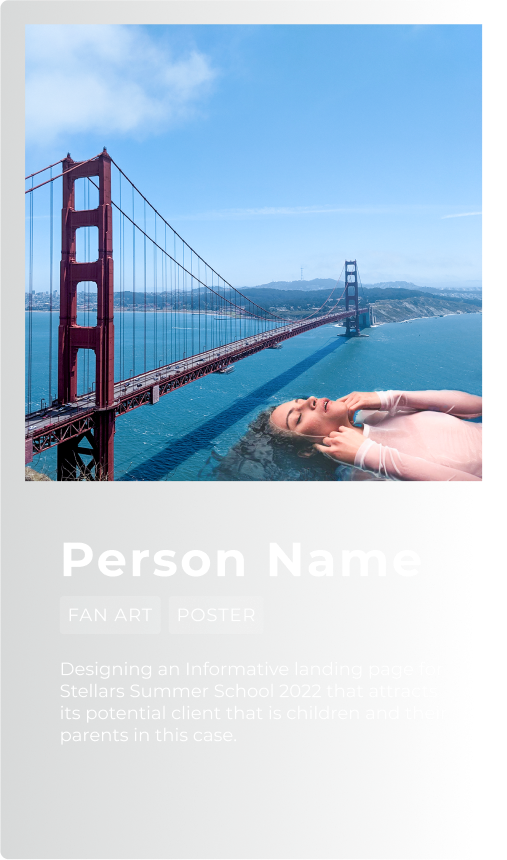 Person Name
FAN ART POSTER
Designing an Informative landing page
Stellars Summer School 2022 that
its potential client that is children and
parents in this case.